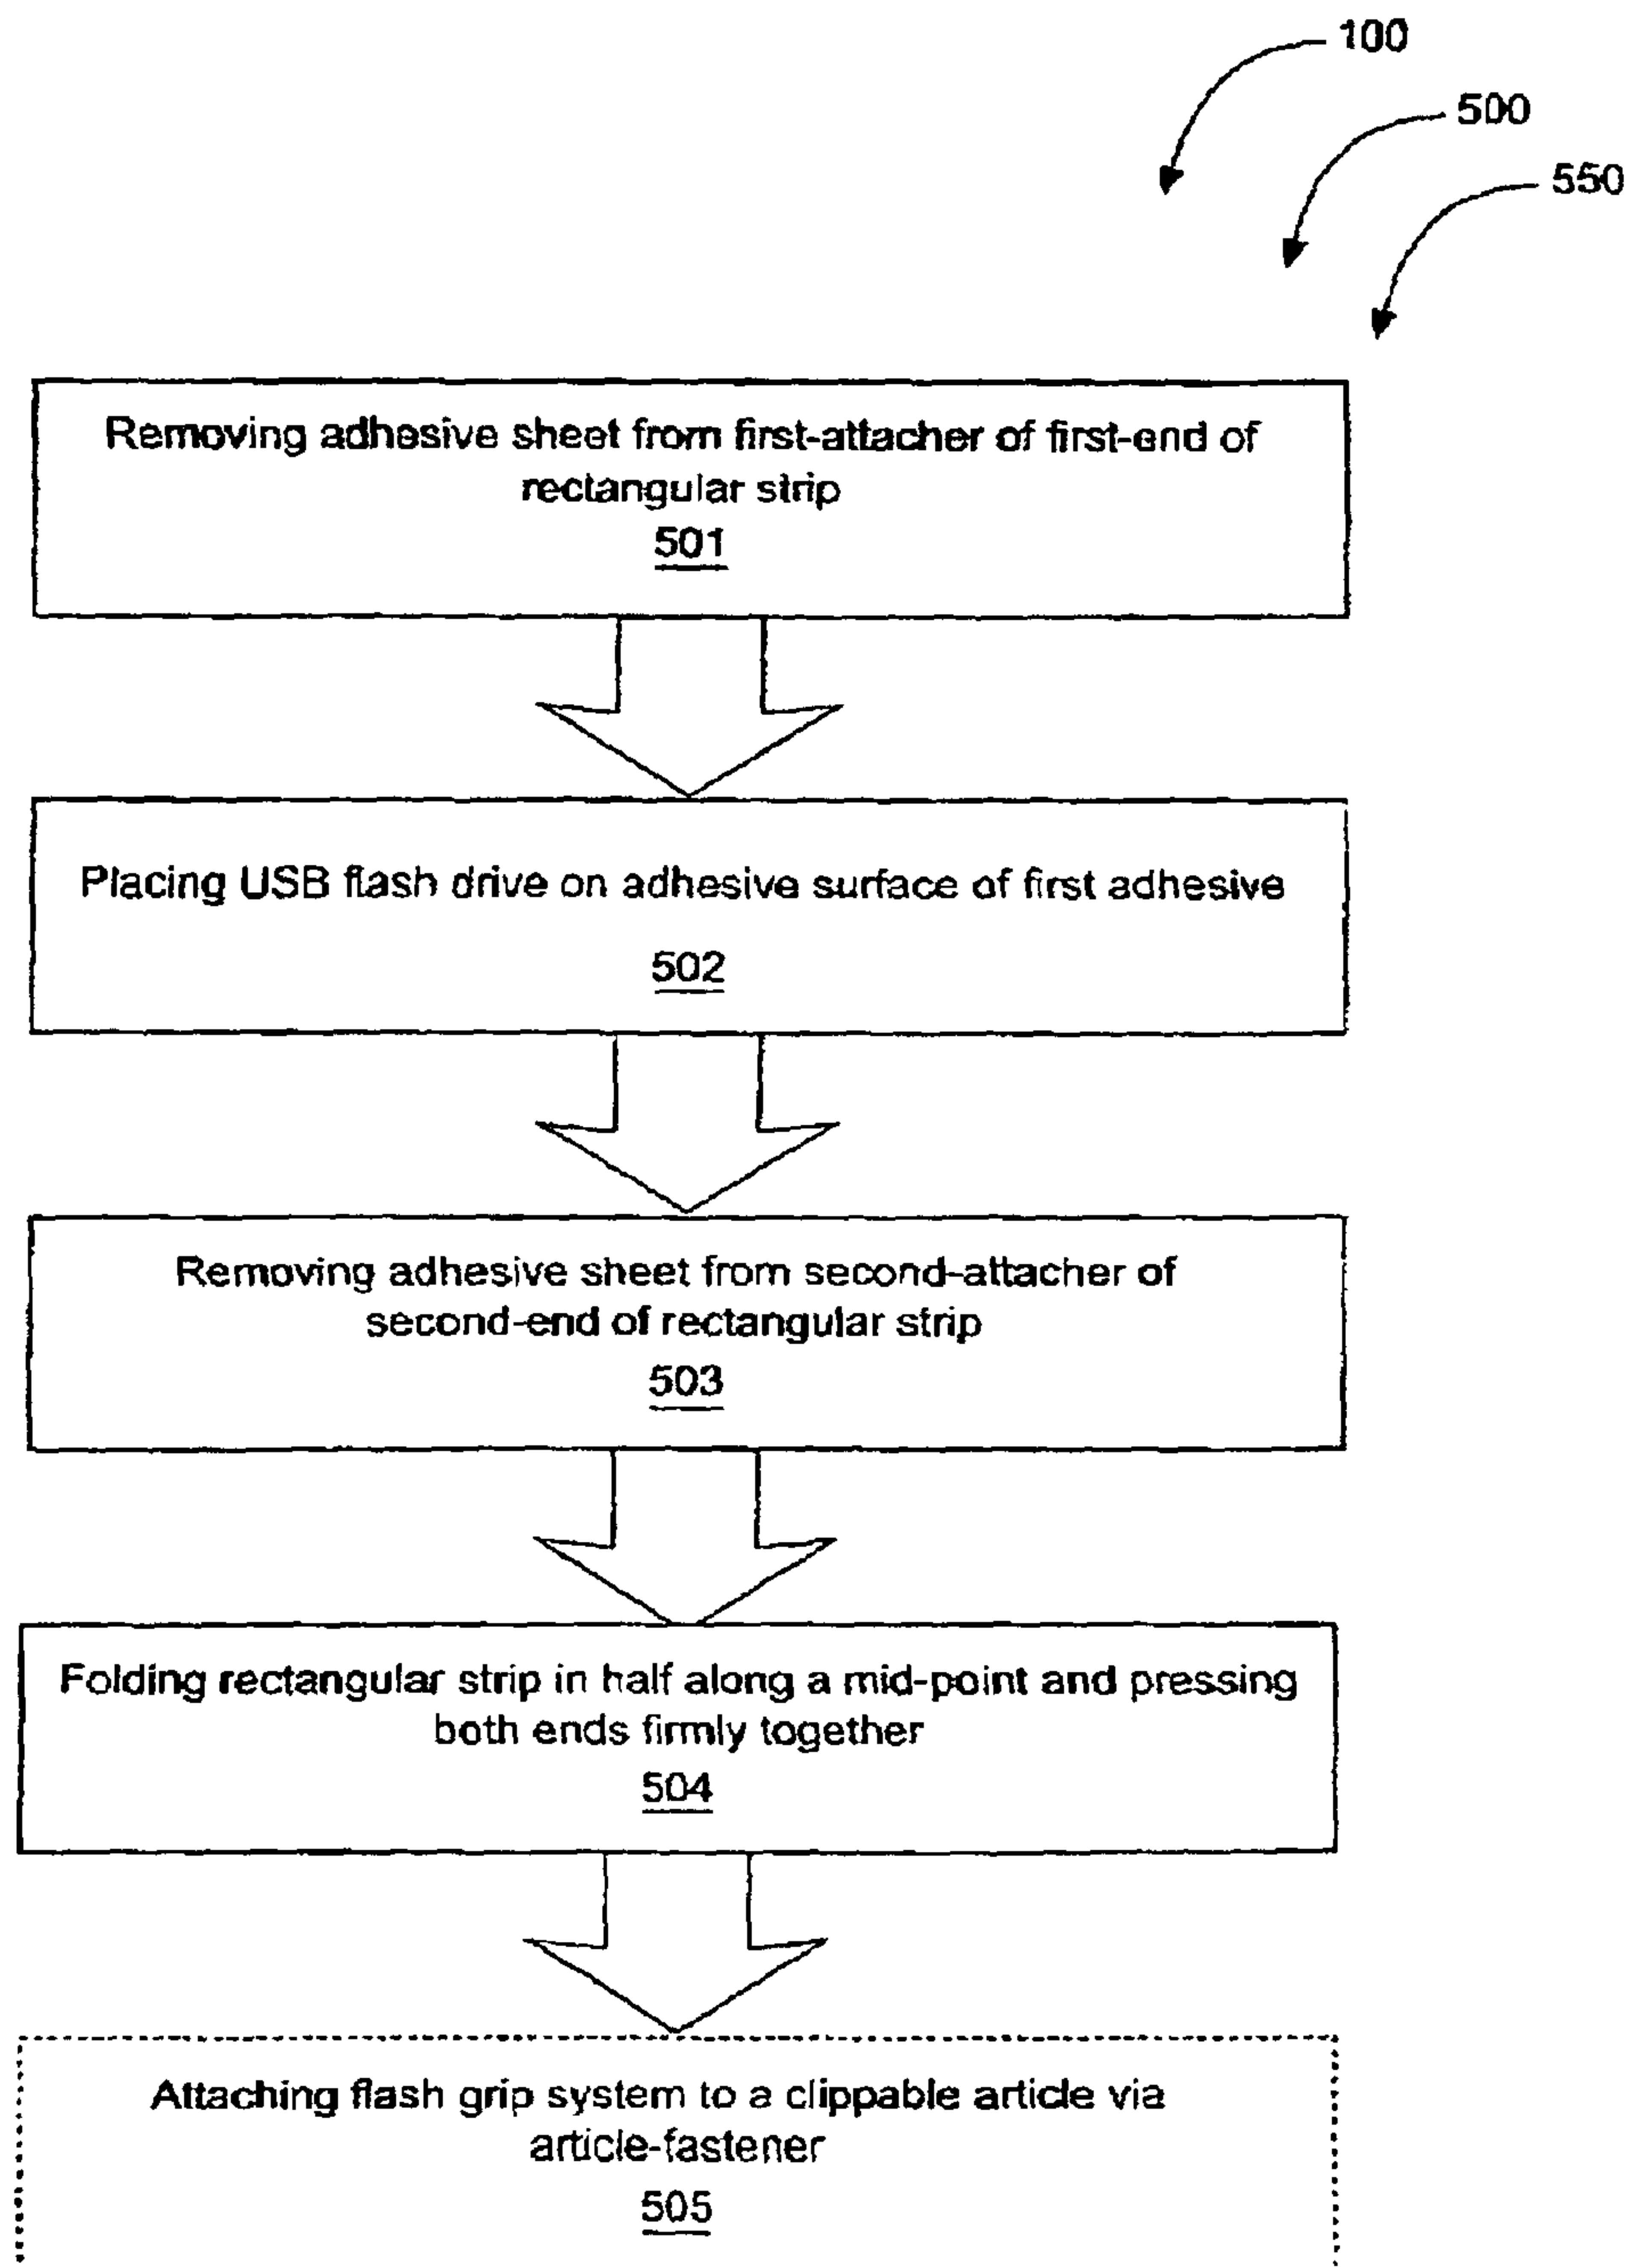 100
500
550
Removing adhesive sheet from first-attacher of first-end of
rectangular strip
501
Placing USB flash drive on adhesive surface of first adhesive
502
Removing adhesive sheet from second-attacher of
second-end of rectangular strip
503
Folding rectangular strip in half along a mid-point and pressing
both ends firmly together
504
Attaching flash grip system to a clippable article via
article-fastener
505